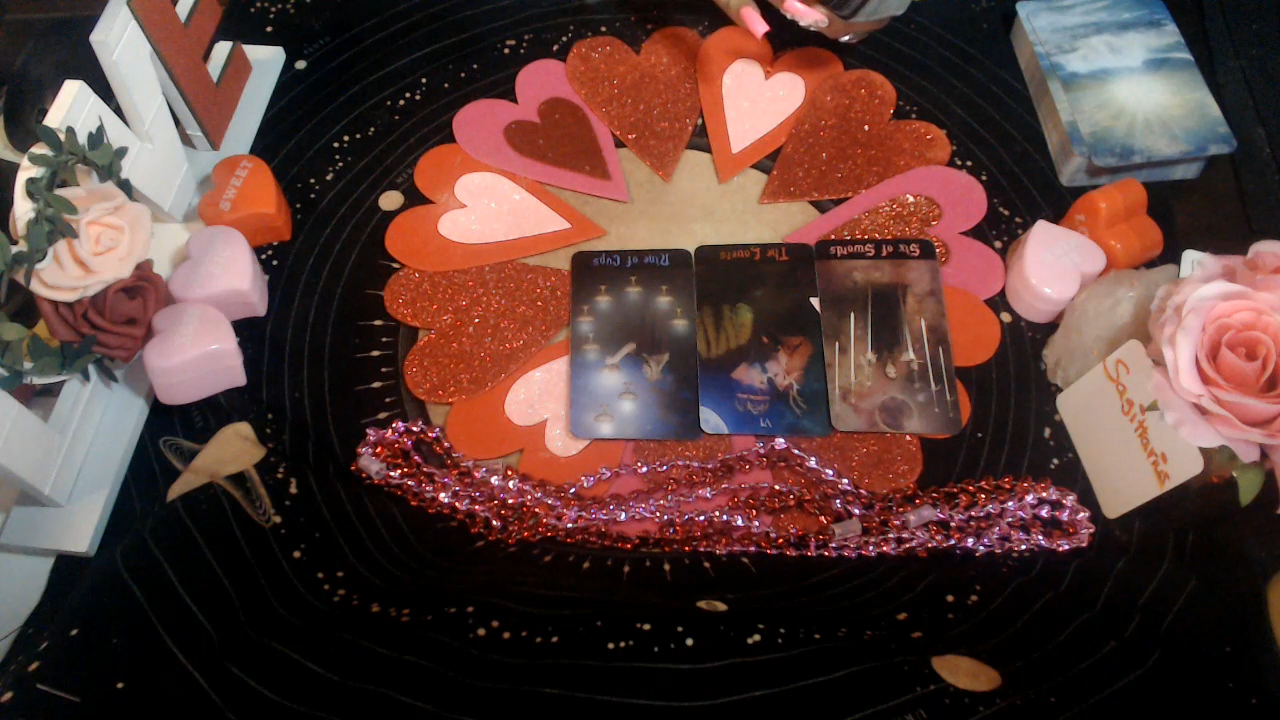 E
SWEET
Nine of Cups
The Lovers
Six of Swords
VI
Sagittarius